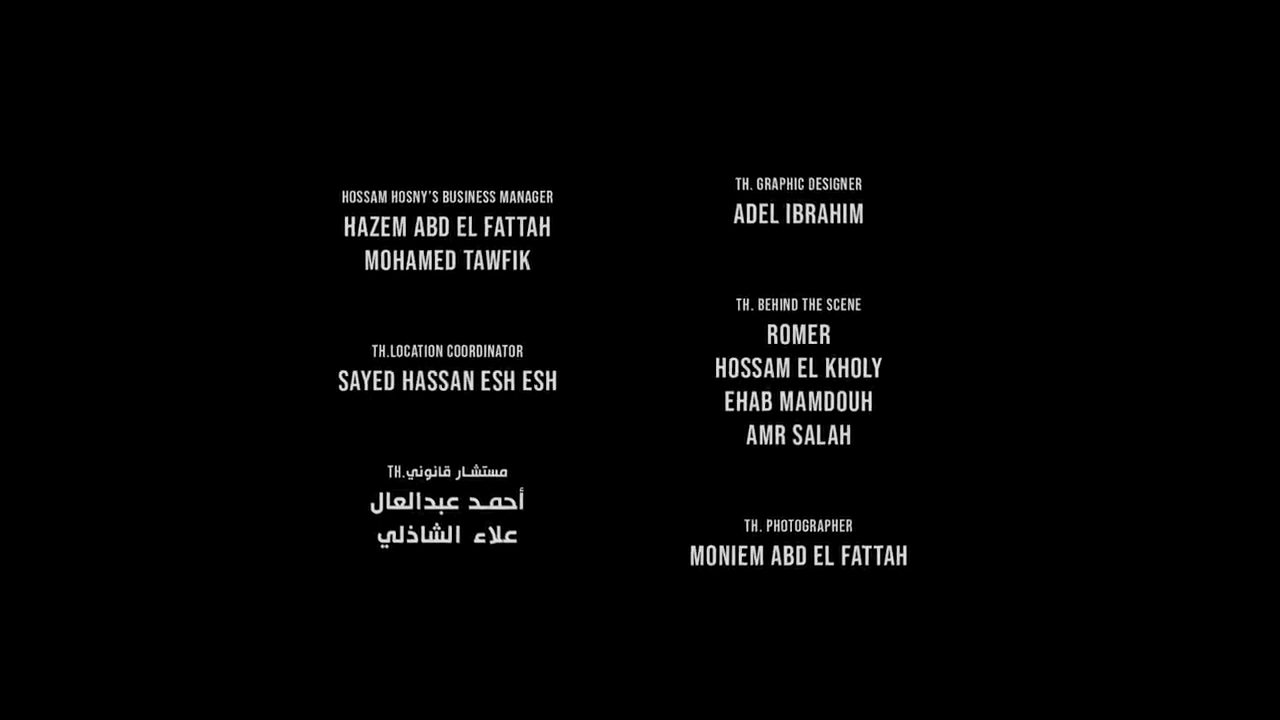 HOSSAM HOSNY'S BUSINESS MANAGER
HAZEM ABD EL FATTAH
MOHAMED TAWFIK
TH.LOCATION COORDINATOR
SAYED HASSAN ESH ESH
TH.مستشار قانوني
أحمد عبدالعال
علاء الشاذلي
TH. GRAPHIC DESIGNER
ADEL IBRAHIM
TH. BEHIND THE SCENE
ROMER
HOSSAM EL KHOLY
EHAB MAMDOUH
AMR SALAH
TH. PHOTOGRAPHER
MONIEM ABD EL FATTAH